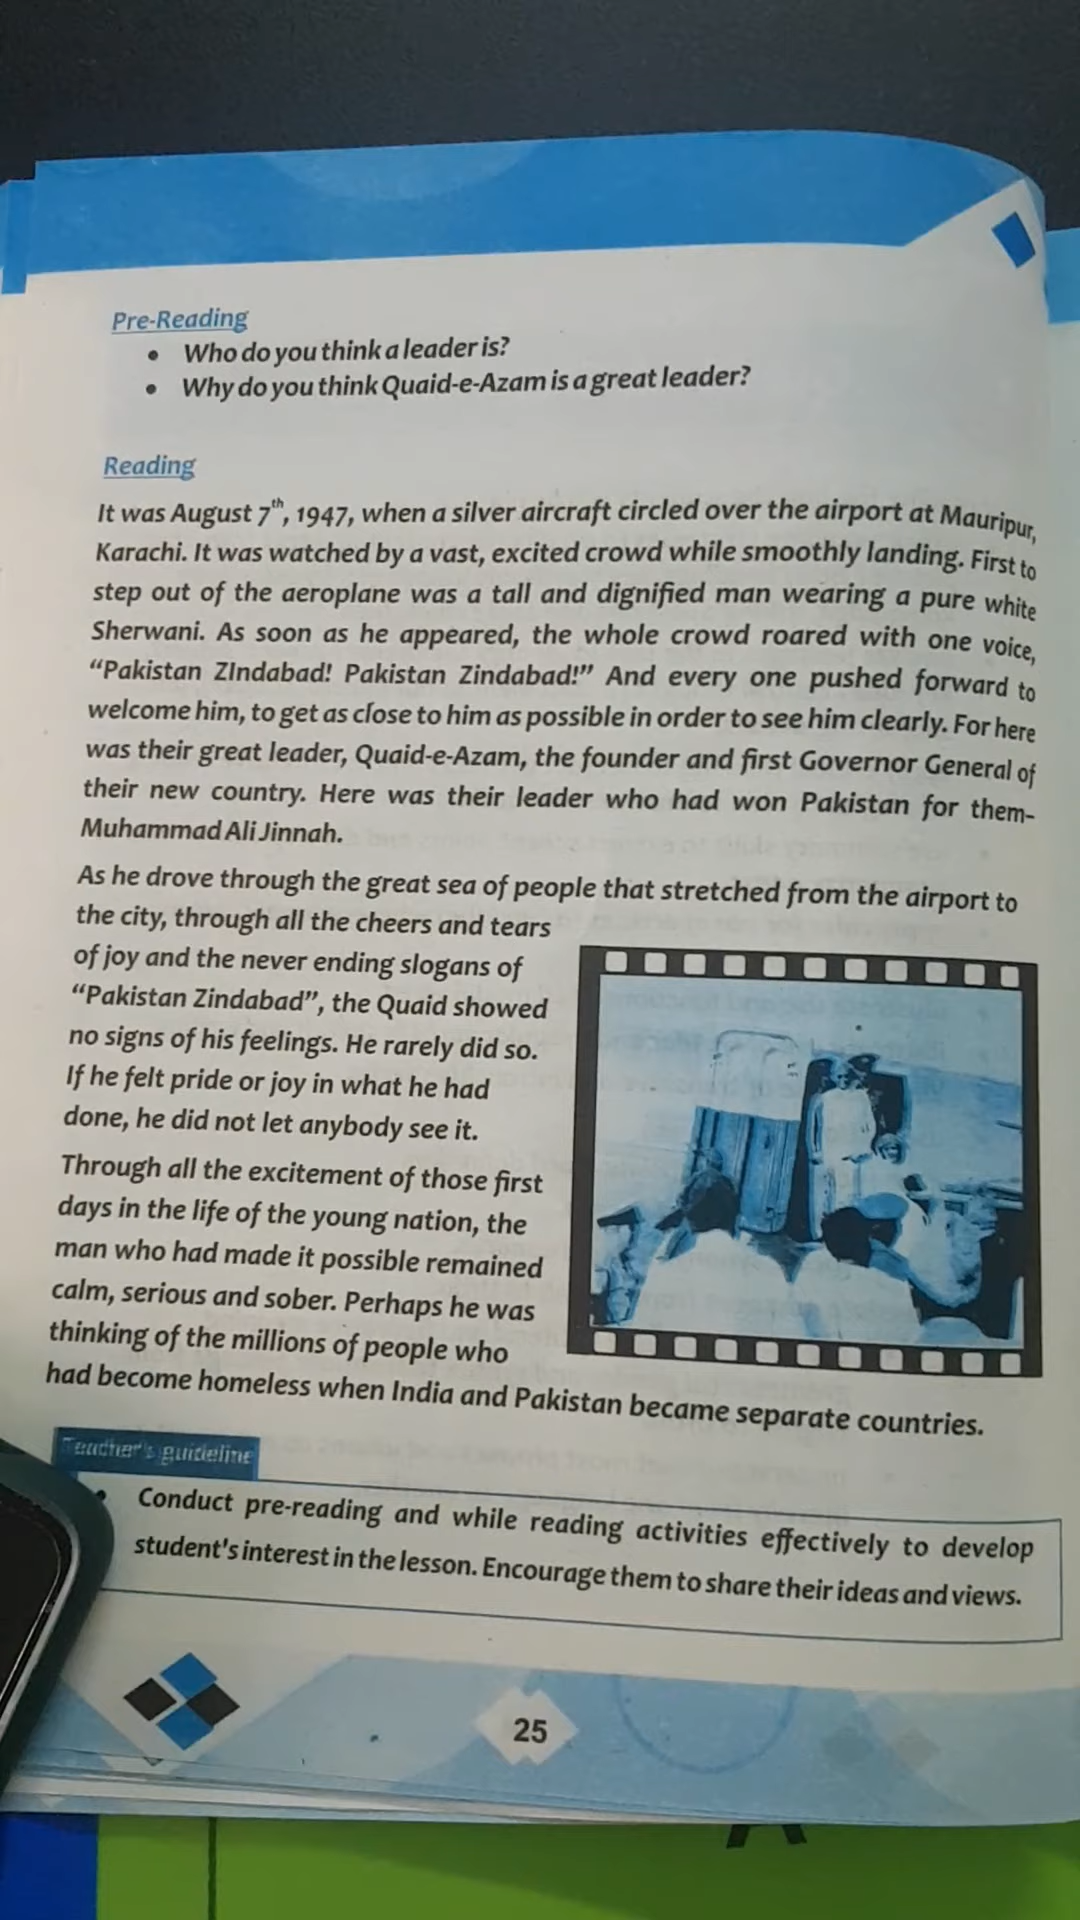 Pre-Reading
• Who do you think a leader is?
• Why do you think Quaid-e-Azam is a great leader?
Reading
It was August 7th, 1947, when a silver aircraft circled over the airport at Mauripur,
Karachi. It was watched by a vast, excited crowd while smoothly landing. First to
step out of the aeroplane was a tall and dignified man wearing a pure white
Sherwani. As soon as he appeared, the whole crowd roared with one voice,
“Pakistan ZIndabad! Pakistan Zindabad!” And every one pushed forward to
welcome him, to get as close to him as possible in order to see him clearly. For here
was their great leader, Quaid-e-Azam, the founder and first Governor General of
their new country. Here was their leader who had won Pakistan for them-
Muhammad Ali Jinnah.
As he drove through the great sea of people that stretched from the airport to
the city, through all the cheers and tears
of joy and the never ending slogans of
“Pakistan Zindabad”, the Quaid showed
no signs of his feelings. He rarely did so.
If he felt pride or joy in what he had
done, he did not let anybody see it.
Through all the excitement of those first
days in the life of the young nation, the
man who had made it possible remained
calm, serious and sober. Perhaps he was
thinking of the millions of people who
had become homeless when India and Pakistan became separate countries.
Teacher's guideline
• Conduct pre-reading and while reading activities effectively to develop
student's interest in the lesson. Encourage them to share their ideas and views.
25